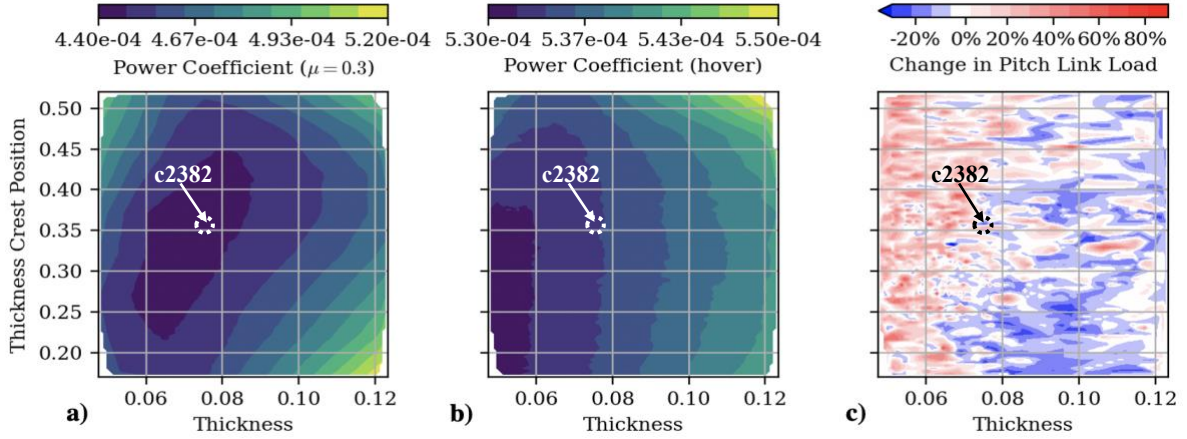 4.40e-04 4.67e-04 4.93e-04 5.20e-04
Power Coefficient (μ = 0.3)
5.30e-04 5.37e-04 5.43e-04 5.50e-04
Power Coefficient (hover)
-20% 0% 20% 40% 60% 80%
Change in Pitch Link Load
Thickness Crest Position
0.50
0.45
0.40
0.35
0.30
0.25
0.20
c2382
c2382
c2382
0.06 0.08 0.10 0.12
0.06 0.08 0.10 0.12
0.06 0.08 0.10 0.12
a) Thickness
b) Thickness
c) Thickness